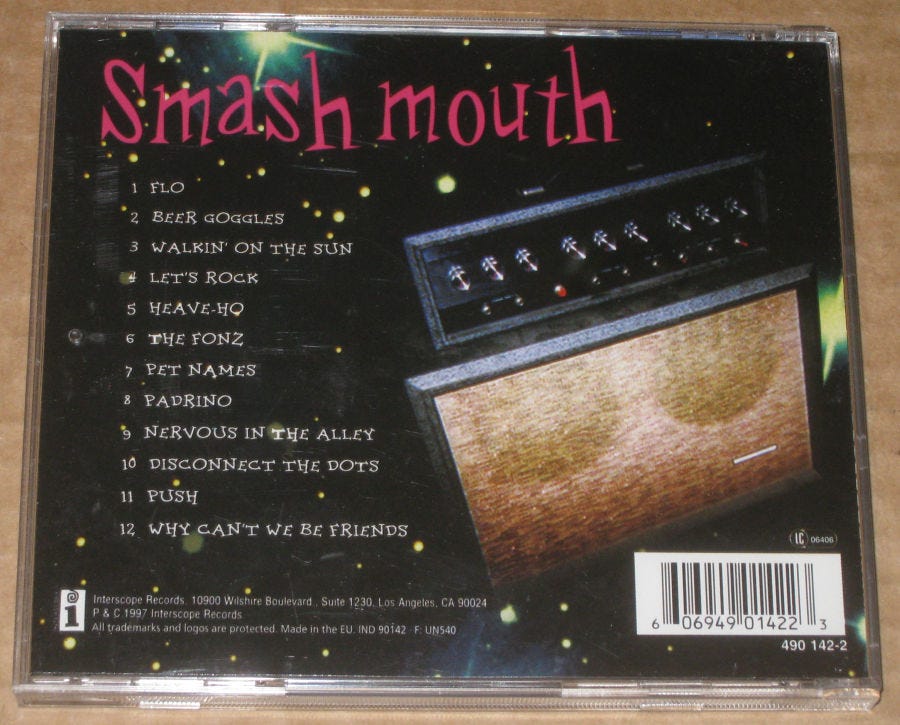 Smash mouth
1 FLO
2 BEER GOGGLES
3 WALKIN' ON THE SUN
4 LET'S ROCK
5 HEAVE-HO
6 THE FONZ
7 PET NAMES
8 PADRINO
9 NERVOUS IN THE ALLEY
10 DISCONNECT THE DOTS
11 PUSH
12 WHY CAN'T WE BE FRIENDS
LC 06406
i
Interscope Records, 10900 Wilshire Boulevard., Suite 1230, Los Angeles, CA 90024
P & C 1997 Interscope Records
All trademarks and logos are protected. Made in the EU. IND 90142 · F: UN540
6 06949 01422 3
490 142-2